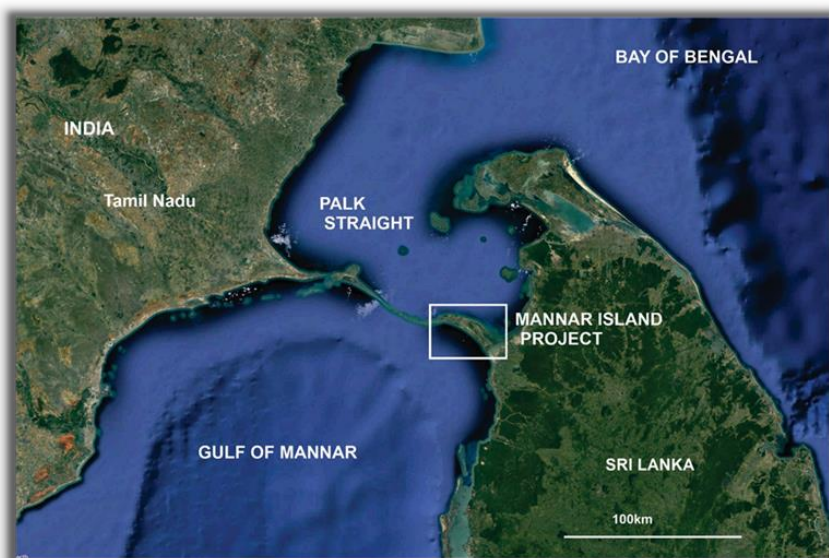 BAY OF BENGAL
INDIA
Tamil Nadu
PALK
STRAIGHT
MANNAR ISLAND
PROJECT
GULF OF MANNAR
SRI LANKA
100km